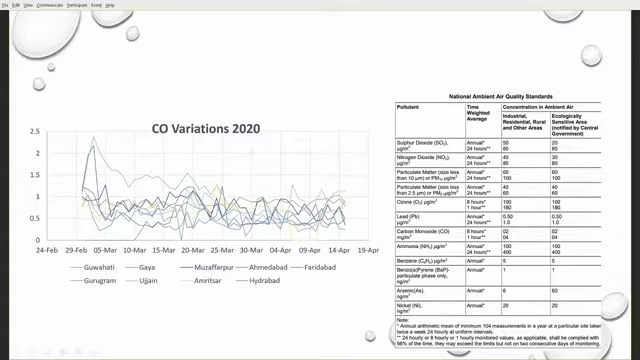 File Edit View Communicate Participant Event Help
CO Variations 2020
2.5
2
1.5
1
0.5
0
24-Feb 29-Feb 05-Mar 10-Mar 15-Mar 20-Mar 25-Mar 30-Mar 04-Apr 09-Apr 14-Apr 19-Apr
Guwahati Gaya Muzaffarpur Ahmedabad Faridabad
Gurugram Ujjain Amritsar Hydrabad
National Ambient Air Quality Standards
Pollutant Time Weighted Average Concentration in Ambient Air
Industrial, Residential, Rural and Other Areas Ecologically Sensitive Area (notified by Central Government)
Sulphur Dioxide (SO₂), Annual* 50 20
µg/m³ 24 hours** 80 80
Nitrogen Dioxide (NO₂), Annual* 40 30
µg/m³ 24 hours** 80 80
Particulate Matter (size less Annual* 60 60
than 10 µm) or PM₁₀ µg/m³ 24 hours** 100 100
Particulate Matter (size less Annual* 40 40
than 2.5 µm) or PM₂.₅ µg/m³ 24 hours** 60 60
Ozone (O₃) µg/m³ 8 hours* 100 100
1 hour** 180 180
Lead (Pb) Annual* 0.50 0.50
µg/m³ 24 hours** 1.0 1.0
Carbon Monoxide (CO) 8 hours** 02 02
mg/m³ 1 hour** 04 04
Ammonia (NH₃) µg/m³ Annual* 100 100
24 hours** 400 400
Benzene (C₆H₆) µg/m³ Annual* 5 5
Benzo(a)Pyrene (BaP)- Annual* 1 1
particulate phase only,
ng/m³
Arsenic(As), Annual* 6 60
ng/m³
Nickel (Ni), Annual* 20 20
ng/m³
Note:
* Annual arithmetic mean of minimum 104 measurements in a year at a particular site taken
twice a week 24 hourly at uniform intervals.
** 24 hourly or 8 hourly or 1 hourly monitored values, as applicable, shall be complied with
98% of the time, they may exceed the limits but not on two consecutive days of monitoring.